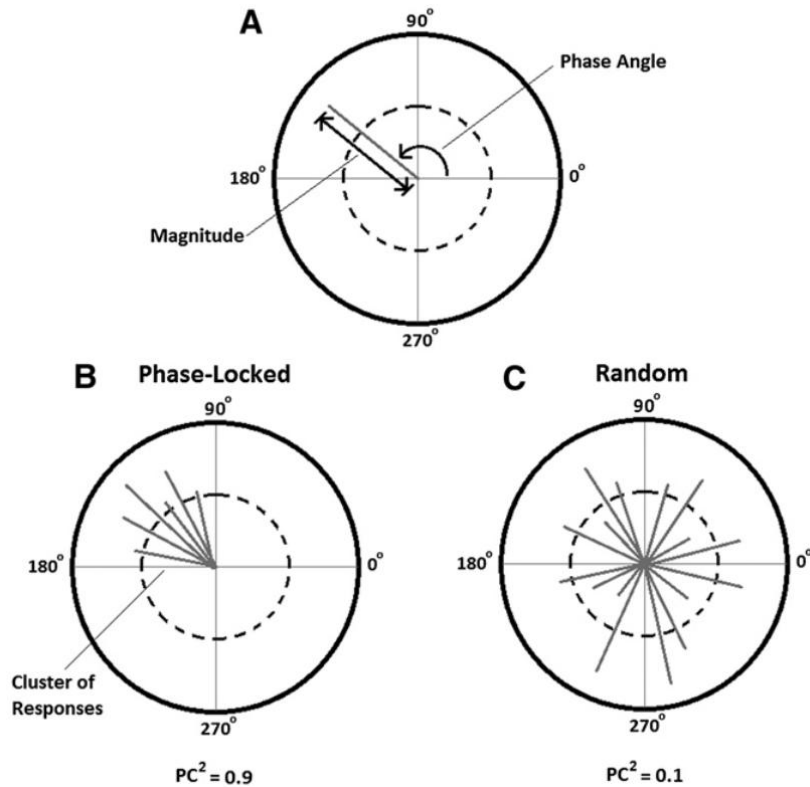 A
90°
Phase Angle
180°
0°
Magnitude
270°
B Phase-Locked
90°
180°
0°
Cluster of
Responses
270°
PC² = 0.9
C Random
90°
180°
0°
270°
PC² = 0.1